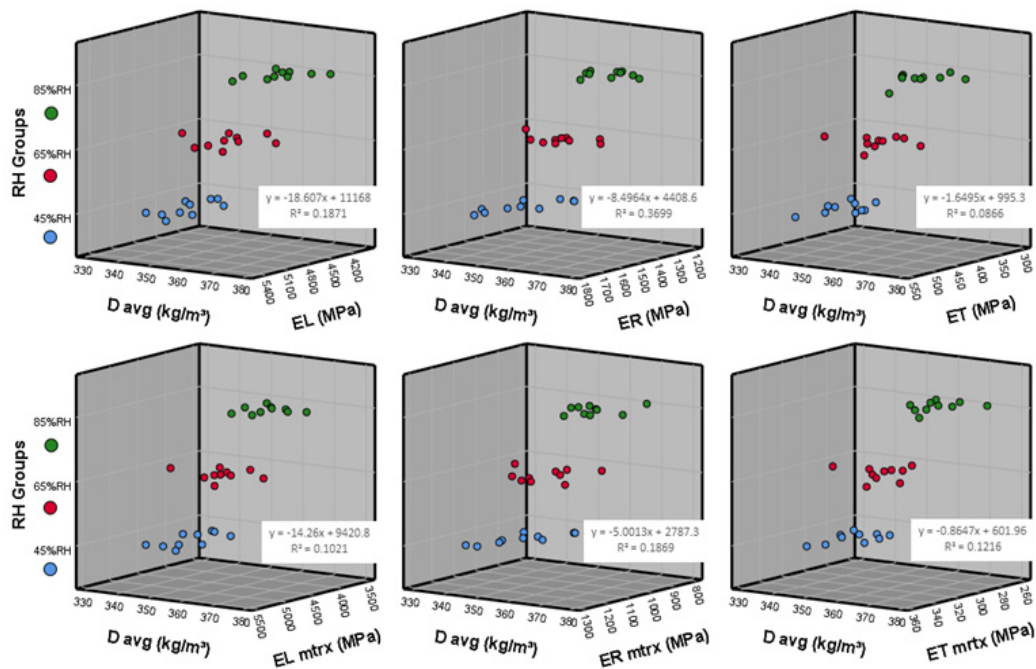 RH Groups
85%RH
65%RH
45%RH
y = -18.607x + 11168
R² = 0.1871
330
340
350
360
370
380
D avg (kg/m³)
5400
5100
4800
4500
4200
EL (MPa)
y = -8.4964x + 4408.6
R² = 0.3699
330
340
350
360
370
380
D avg (kg/m³)
1800
1700
1600
1500
1400
1300
1200
ER (MPa)
y = -1.6495x + 995.3
R² = 0.0866
330
340
350
360
370
380
D avg (kg/m³)
550
500
450
400
350
300
ET (MPa)
RH Groups
85%RH
65%RH
45%RH
y = -14.26x + 9420.8
R² = 0.1021
330
340
350
360
370
380
D avg (kg/m³)
5500
5000
4500
4000
3500
EL mtrx (MPa)
y = -5.0013x + 2787.3
R² = 0.1869
330
340
350
360
370
380
D avg (kg/m³)
1300
1200
1100
1000
900
800
ER mtrx (MPa)
y = -0.8647x + 601.96
R² = 0.1216
330
340
350
360
370
380
D avg (kg/m³)
360
340
320
300
280
260
ET mrtx (MPa)